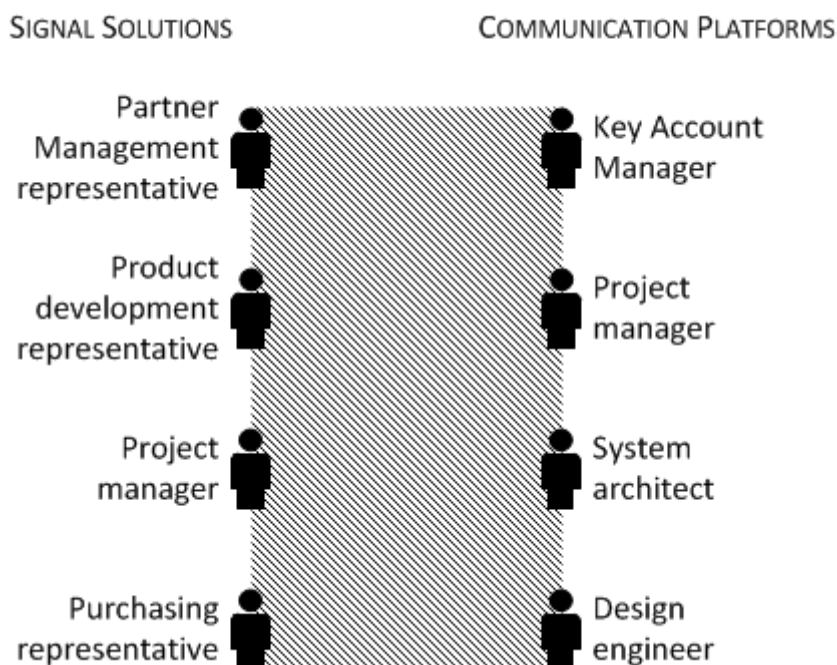 SIGNAL SOLUTIONS
COMMUNICATION PLATFORMS
Partner
Management
representative
Key Account
Manager
Product
development
representative
Project
manager
Project
manager
System
architect
Purchasing
representative
Design
engineer